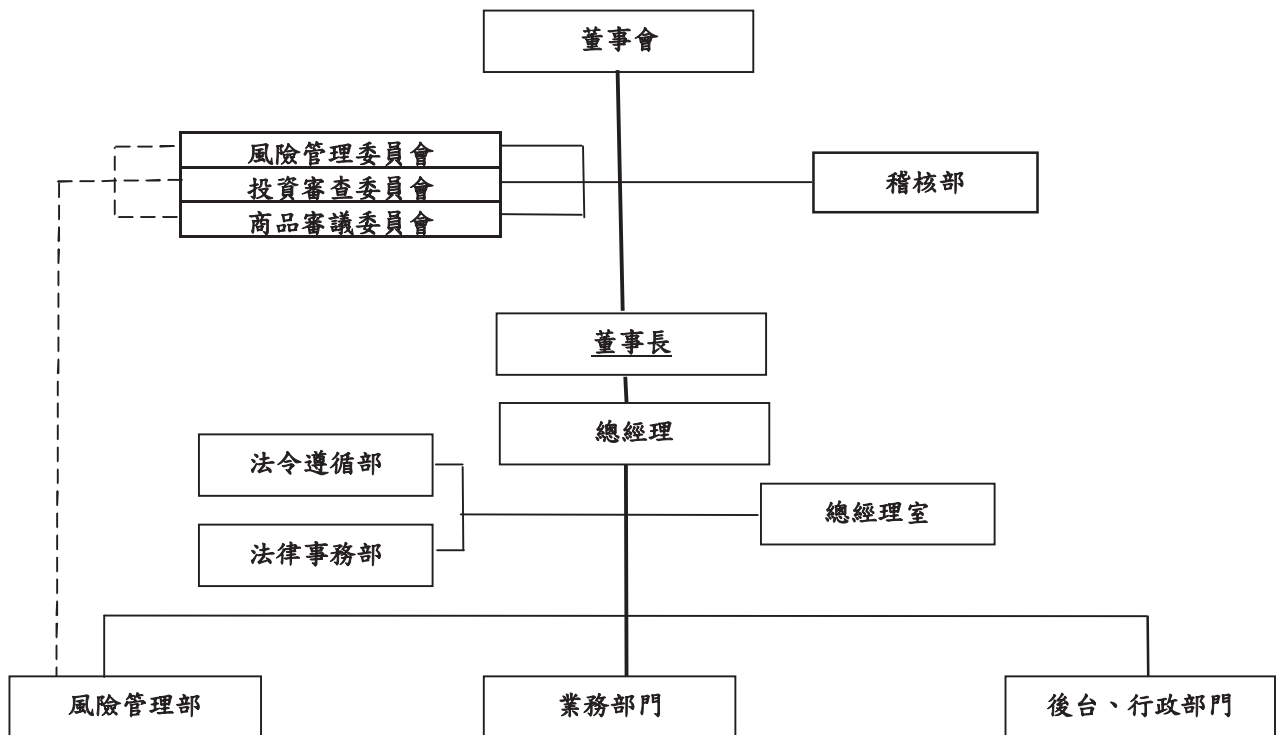 董事會
風險管理委員會
投資審查委員會
商品審議委員會
稽核部
董事長
總經理
法令遵循部
總經理室
法律事務部
風險管理部
業務部門
後台、行政部門